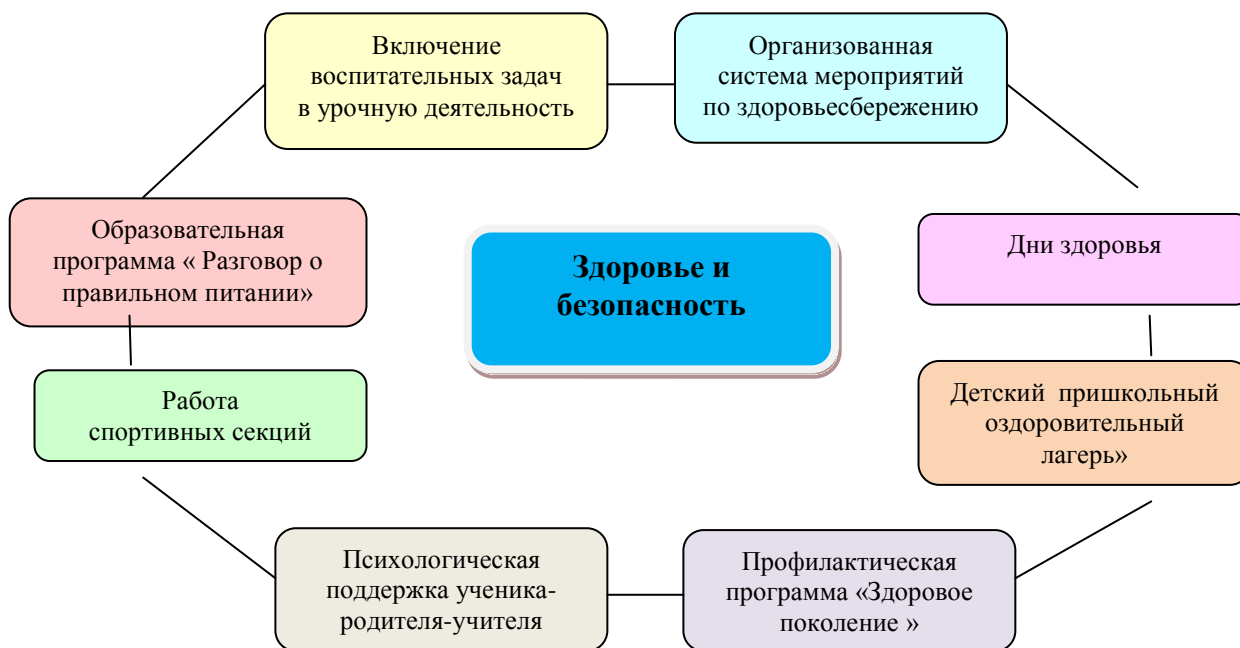 Включение
воспитательных задач
в урочную деятельность
Организованная
система мероприятий
по здоровьесбережению
Образовательная
программа « Разговор о
правильном питании»
Здоровье и
безопасность
Дни здоровья
Работа
спортивных секций
Детский пришкольный
оздоровительный
лагерь»
Психологическая
поддержка ученика-
родителя-учителя
Профилактическая
программа «Здоровое
поколение »